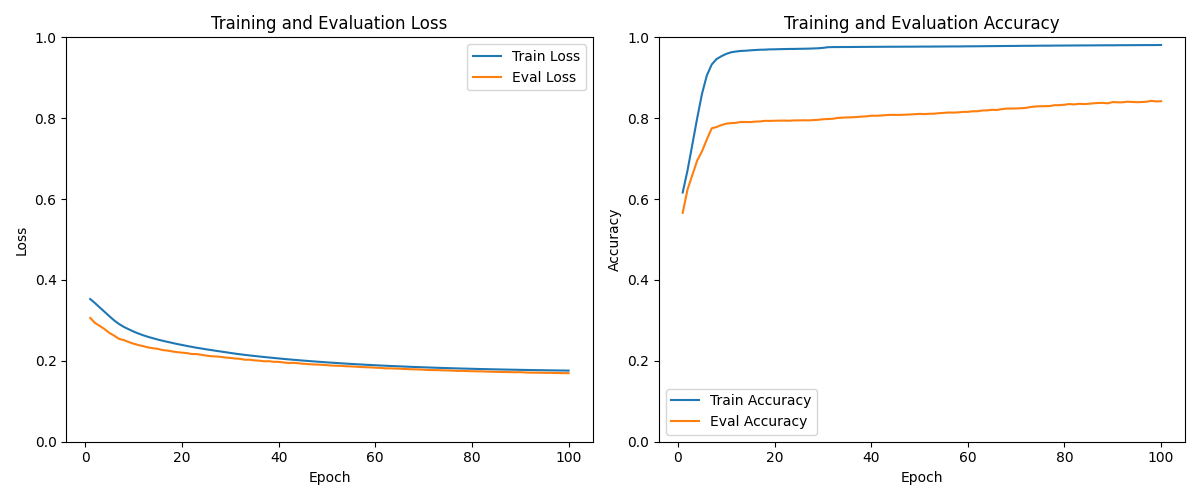 Training and Evaluation Loss
1.0
0.8
0.6
0.4
0.2
0.0
Loss
Train Loss
Eval Loss
0 20 40 60 80 100
Epoch
Training and Evaluation Accuracy
1.0
0.8
0.6
0.4
0.2
0.0
Accuracy
Train Accuracy
Eval Accuracy
0 20 40 60 80 100
Epoch